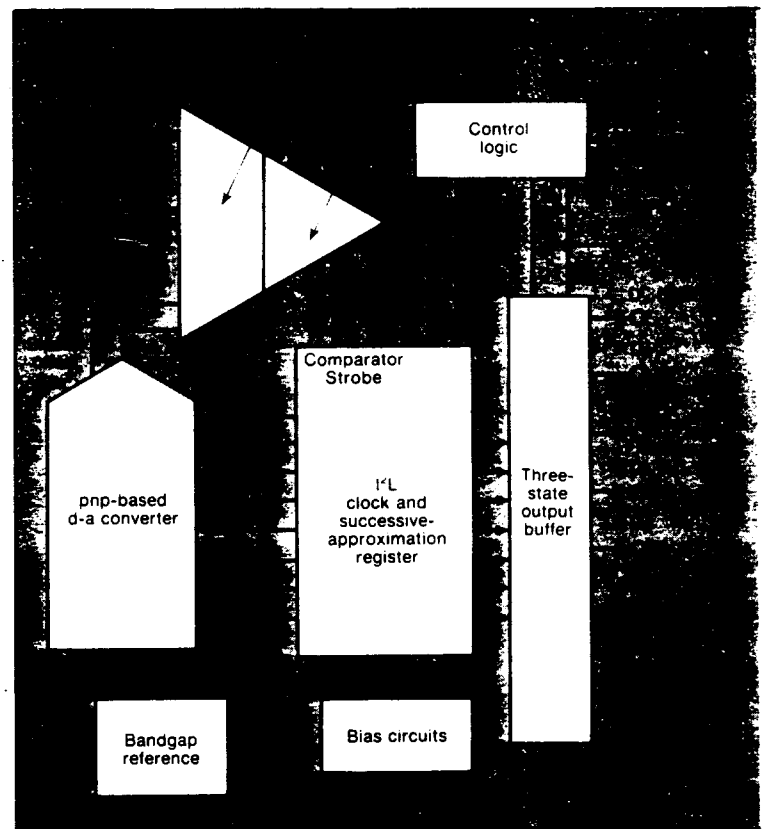 Control
logic
Comparator
Strobe
pnp-based
d-a converter
I²L
clock and
successive-
approximation
register
Three-
state
output
buffer
Bandgap
reference
Bias circuits